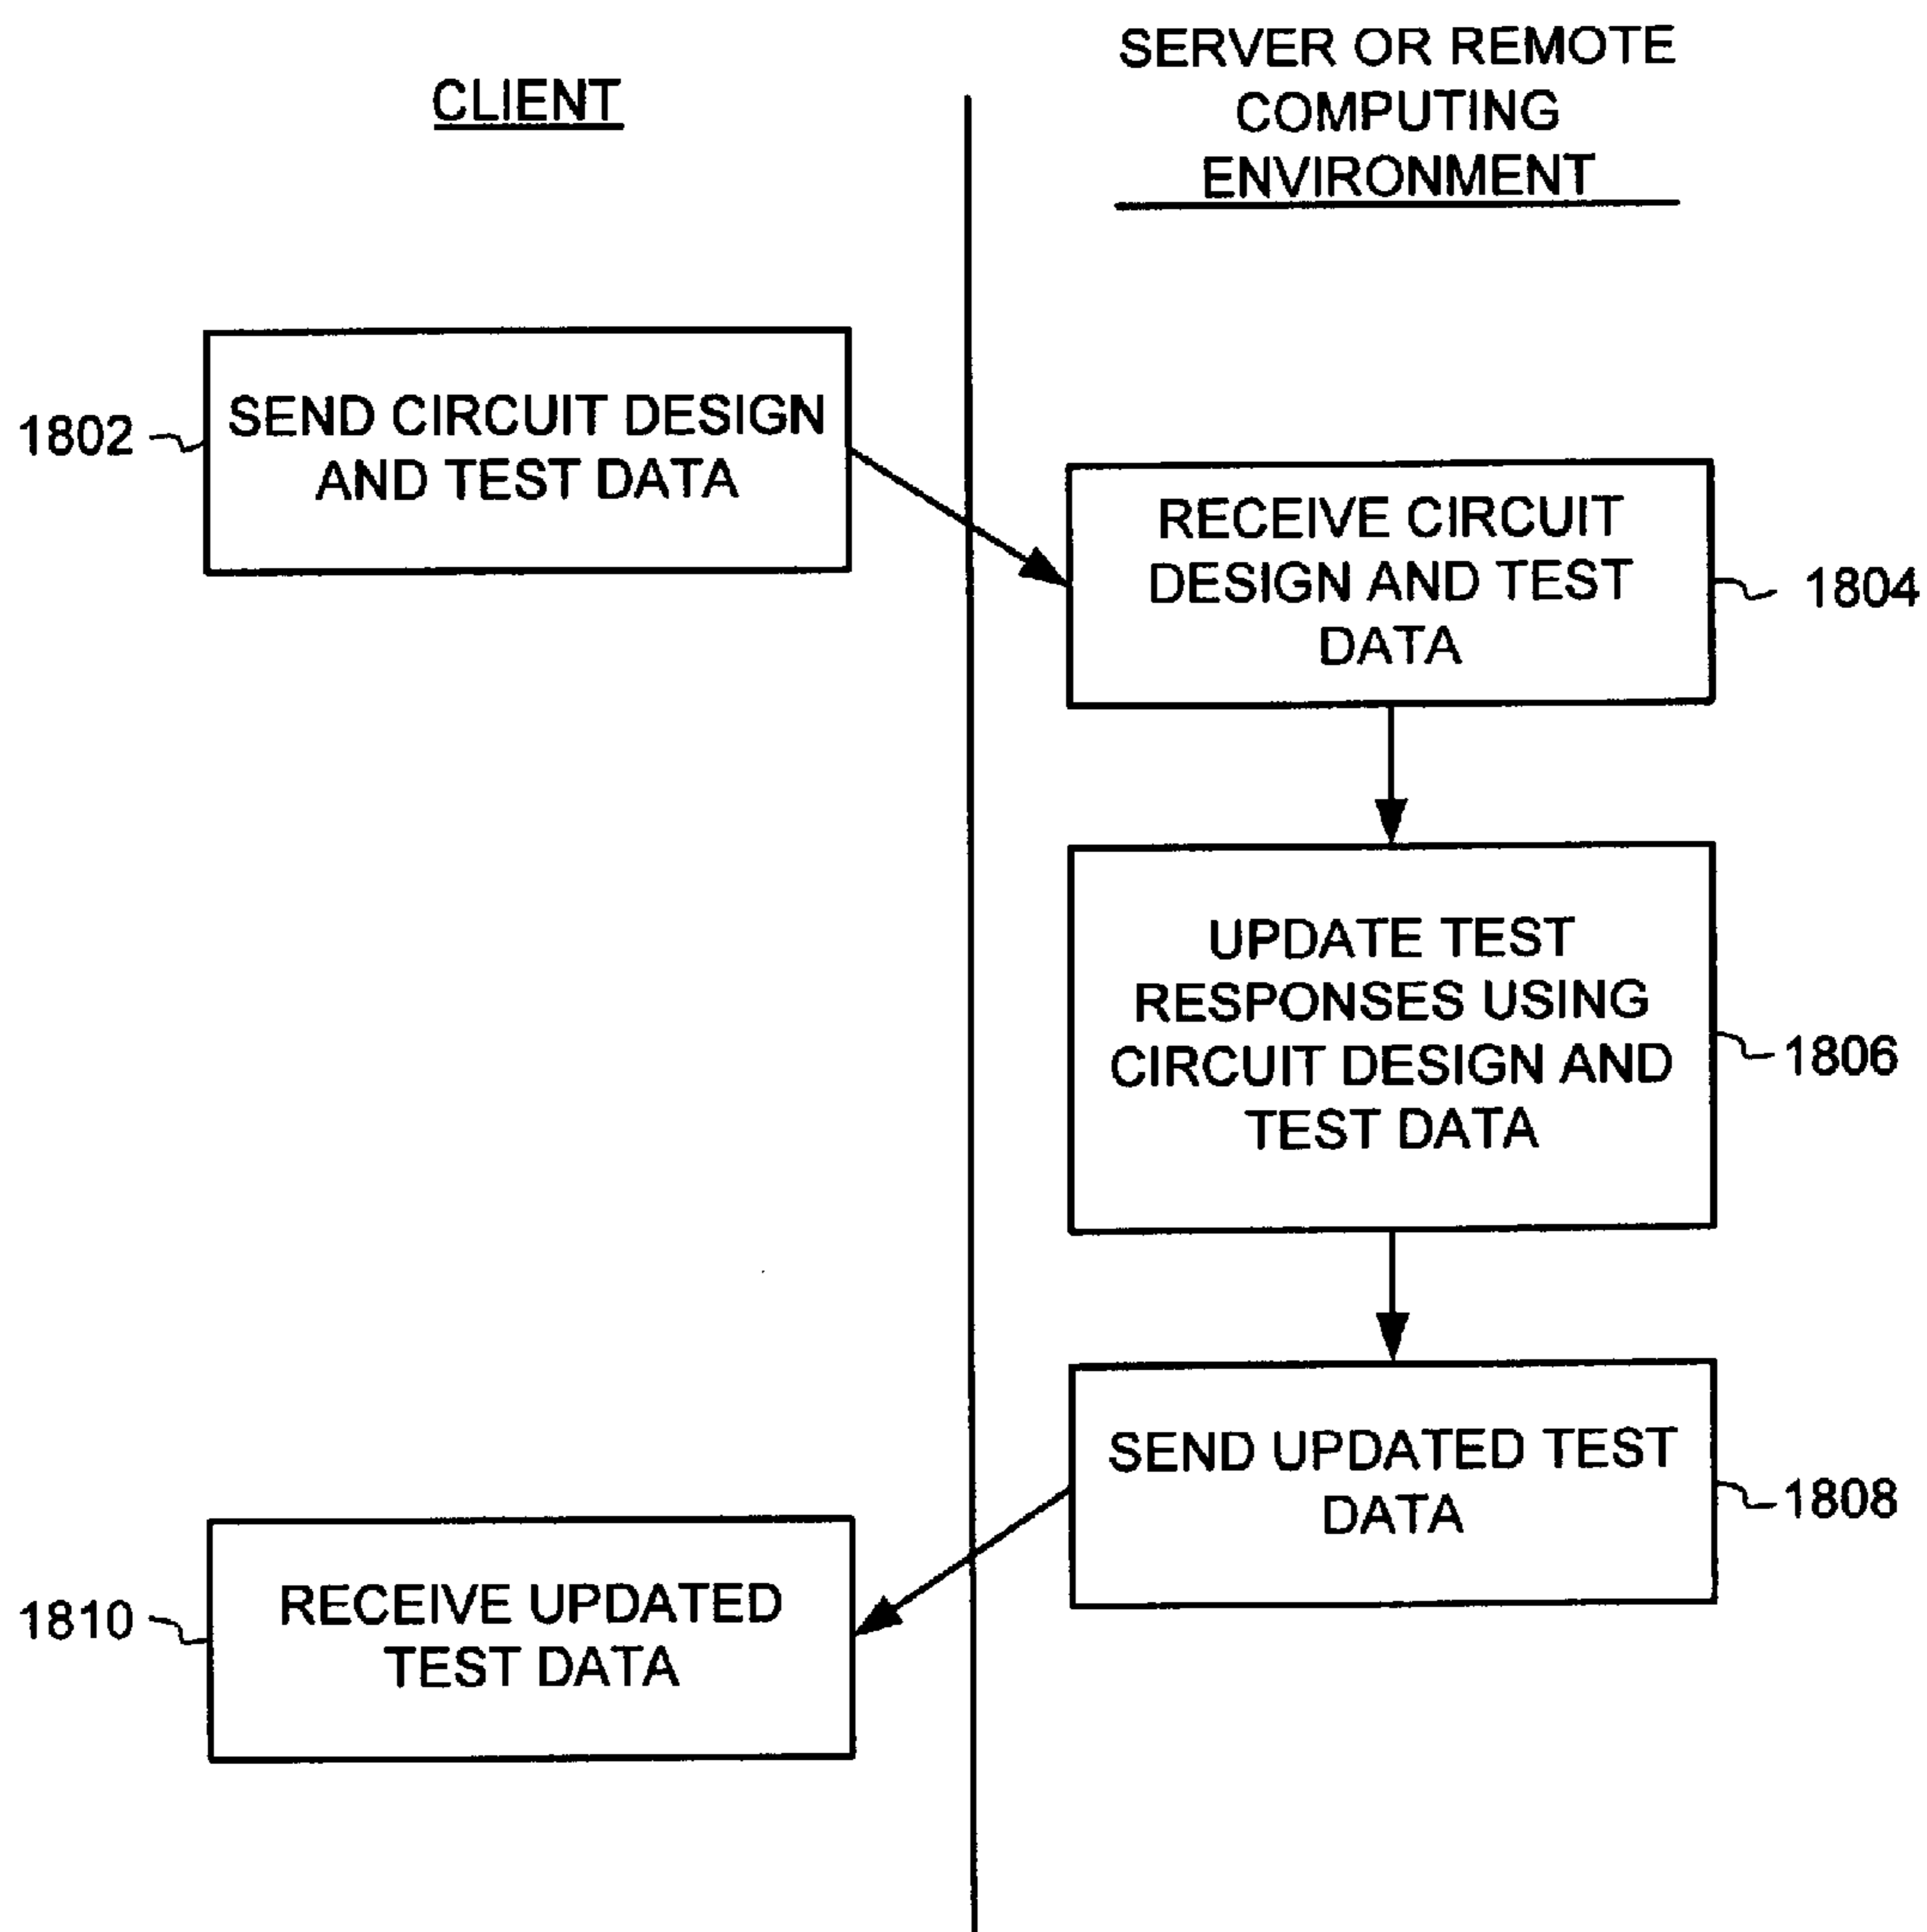 CLIENT
SERVER OR REMOTE
COMPUTING
ENVIRONMENT
1802
SEND CIRCUIT DESIGN
AND TEST DATA
RECEIVE CIRCUIT
DESIGN AND TEST
DATA
1804
UPDATE TEST
RESPONSES USING
CIRCUIT DESIGN AND
TEST DATA
1806
SEND UPDATED TEST
DATA
1808
1810
RECEIVE UPDATED
TEST DATA